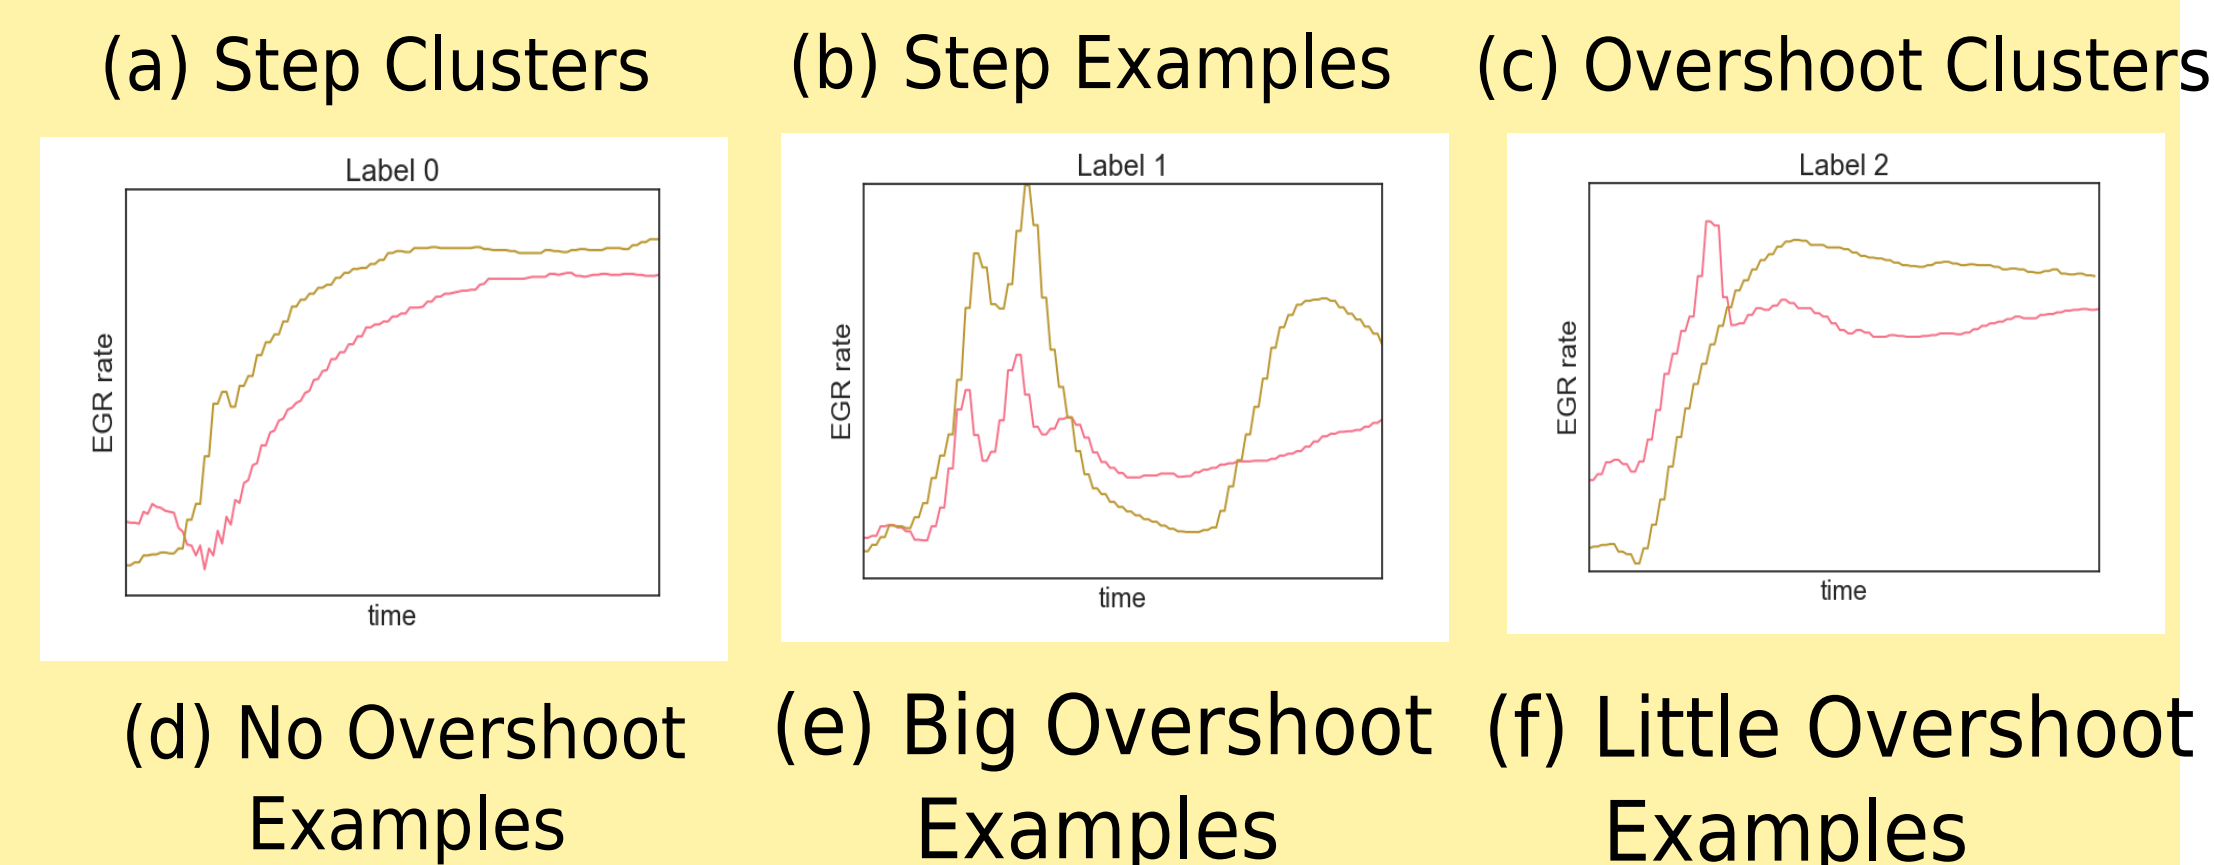 (a) Step Clusters
(b) Step Examples
(c) Overshoot Clusters
Label 0
EGR rate
time
Label 1
EGR rate
time
Label 2
EGR rate
time
(d) No Overshoot
Examples
(e) Big Overshoot
Examples
(f) Little Overshoot
Examples